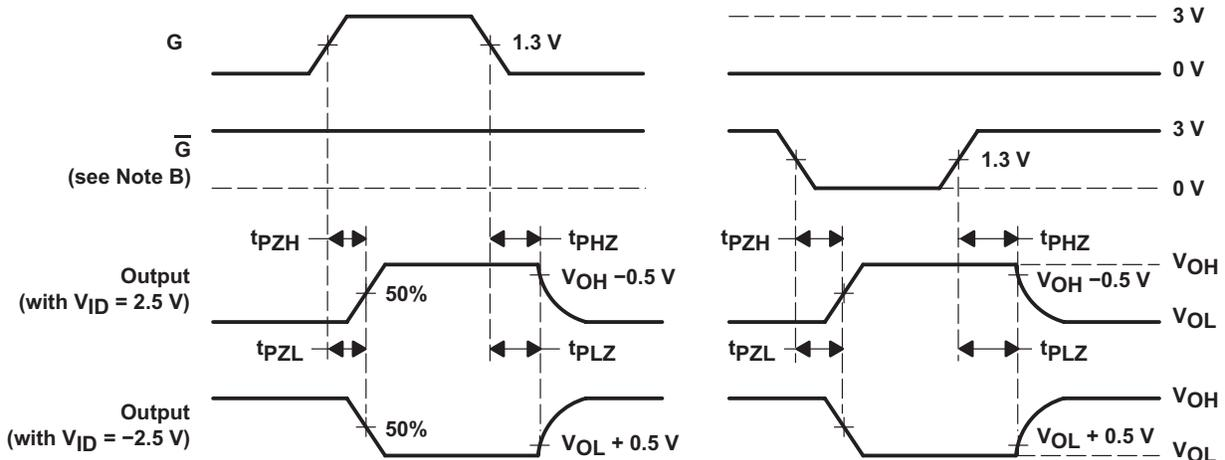 G
1.3 V
3 V
0 V
G
(see Note B)
1.3 V
3 V
0 V
tPZH
tPHZ
tPZH
tPHZ
Output
(with VID = 2.5 V)
50%
VOH −0.5 V
VOH −0.5 V
VOH
VOL
tPZL
tPLZ
tPZL
tPLZ
Output
(with VID = −2.5 V)
50%
VOL + 0.5 V
VOL + 0.5 V
VOH
VOL